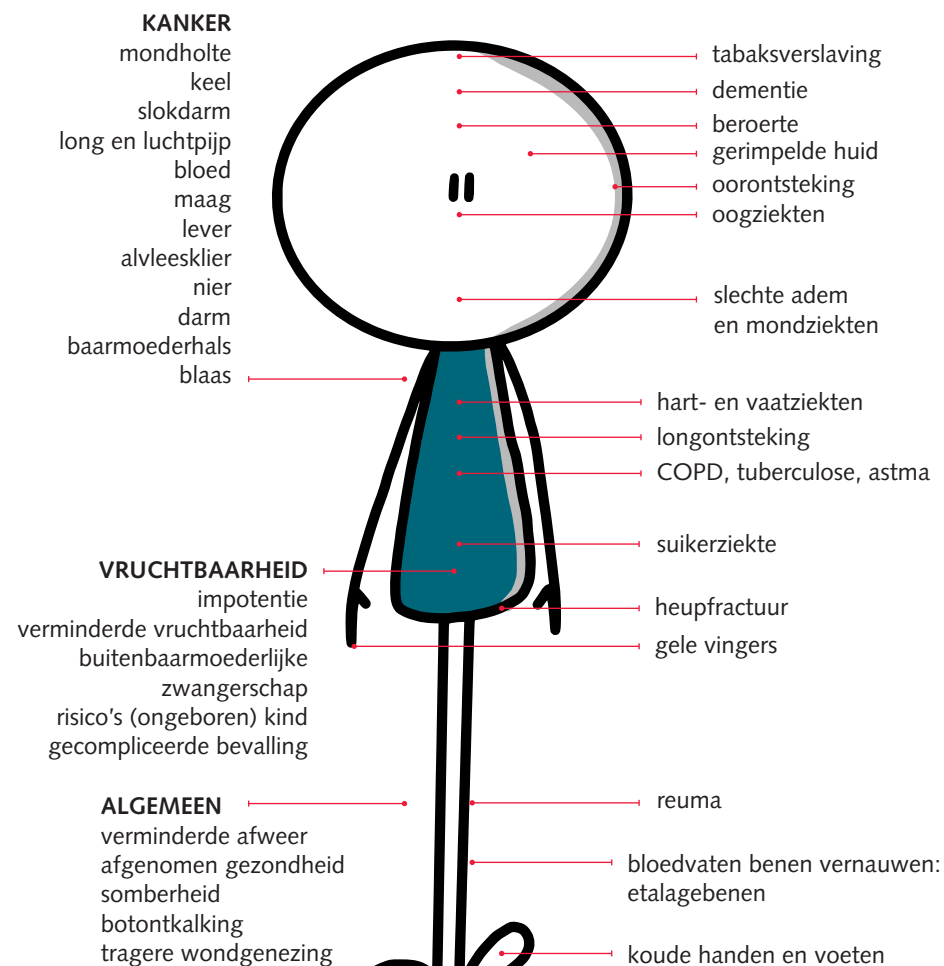 KANKER
mondholte
keel
slokdarm
long en luchtpijp
bloed
maag
lever
alvleesklier
nier
darm
baarmoederhals
blaas
tabaksverslaving
dementie
beroerte
gerimpelde huid
oorontsteking
oogziekten
slechte adem
en mondziekten
hart- en vaatziekten
longontsteking
COPD, tuberculose, astma
suikerziekte
heupfractuur
gele vingers
VRUCHTBAARHEID
impotentie
verminderde vruchtbaarheid
buitenbaarmoederlijke
zwangerschap
risico's (ongeboren) kind
gecompliceerde bevalling
ALGEMEEN
verminderde afweer
afgenomen gezondheid
somberheid
botontkalking
tragere wondgenezing
reuma
bloedvaten benen vernauwen:
etalagebenen
koude handen en voeten